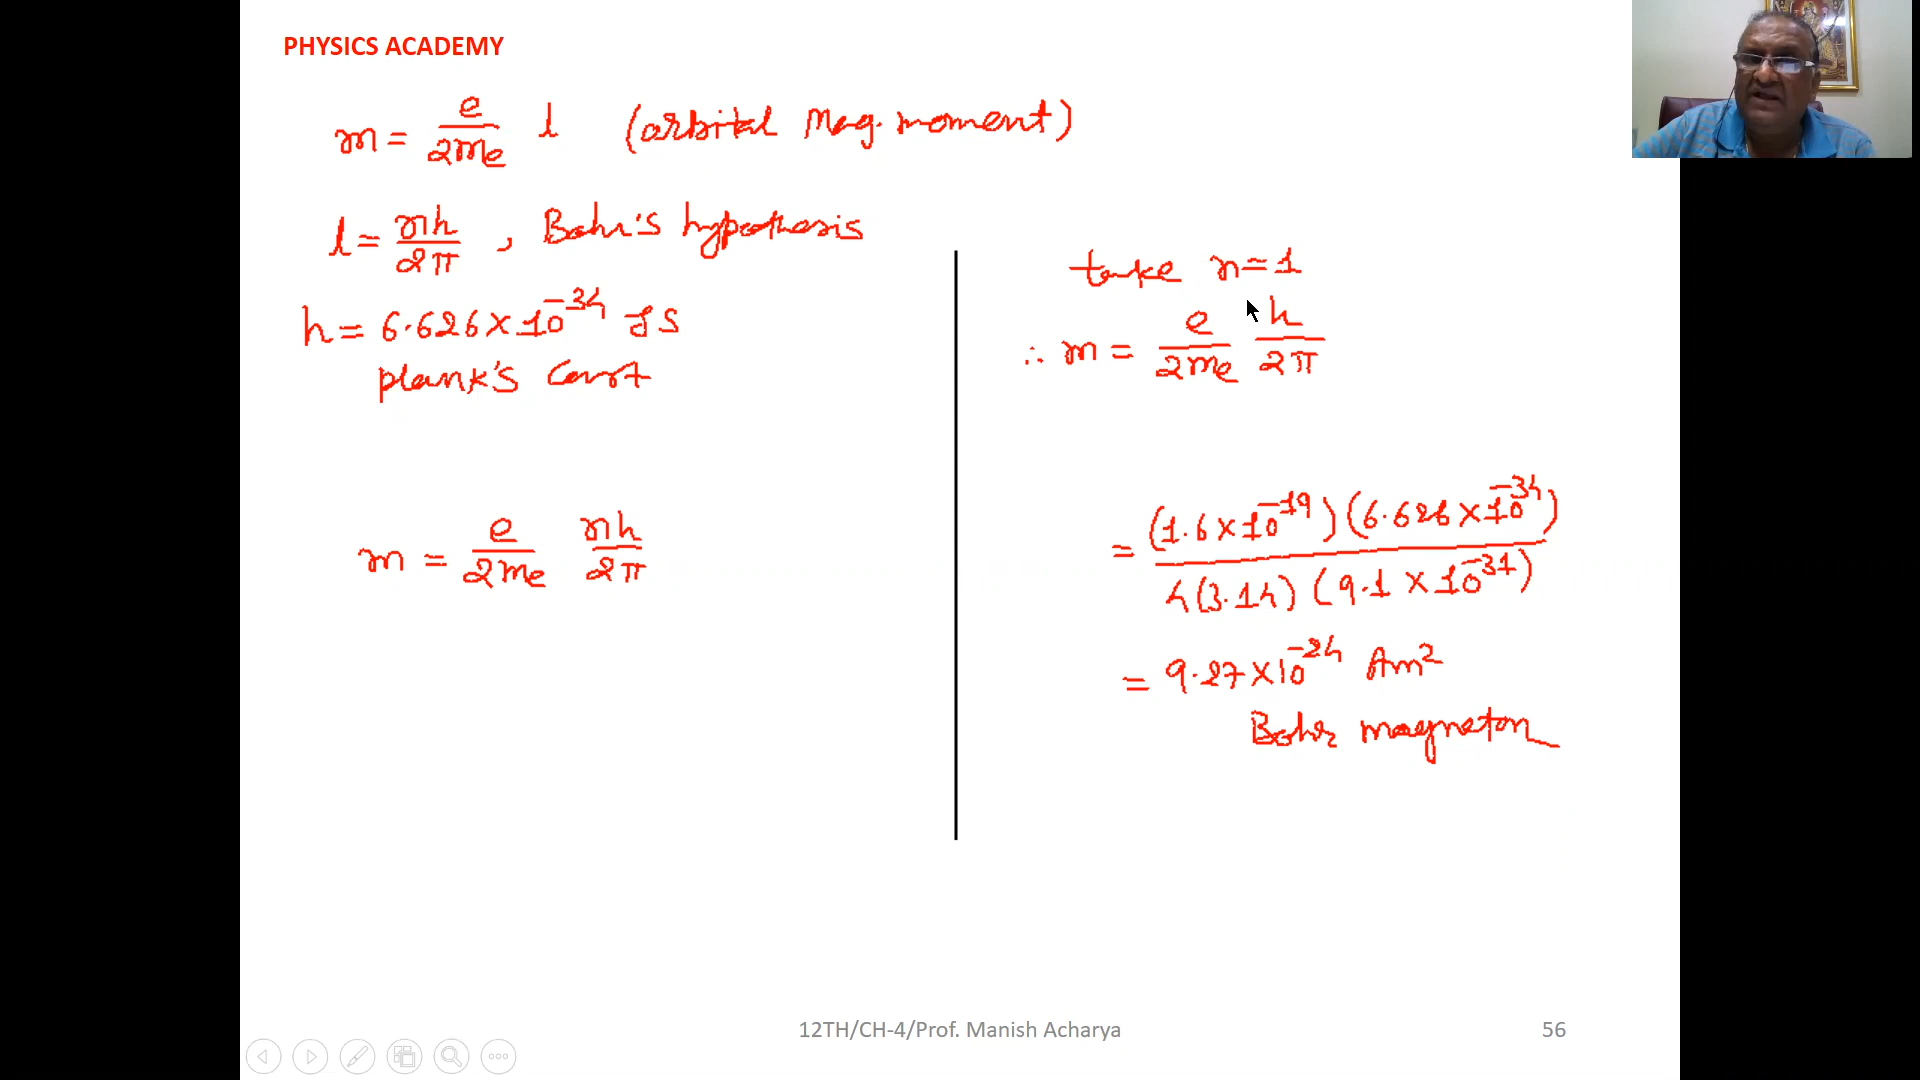 PHYSICS ACADEMY
m = e/2me l (orbital Mag. moment)
l = nh/2π , Bohr's hypothesis
h = 6.626×10⁻³⁴ JS
plank's Const
m = e/2me nh/2π
take n=1
∴ m = e/2me h/2π
= (1.6×10⁻¹⁹)(6.626×10⁻³⁴)/4(3.14)(9.1×10⁻³¹)
= 9.27×10⁻²⁴ Am²
Bohr magneton
12TH/CH-4/Prof. Manish Acharya
56